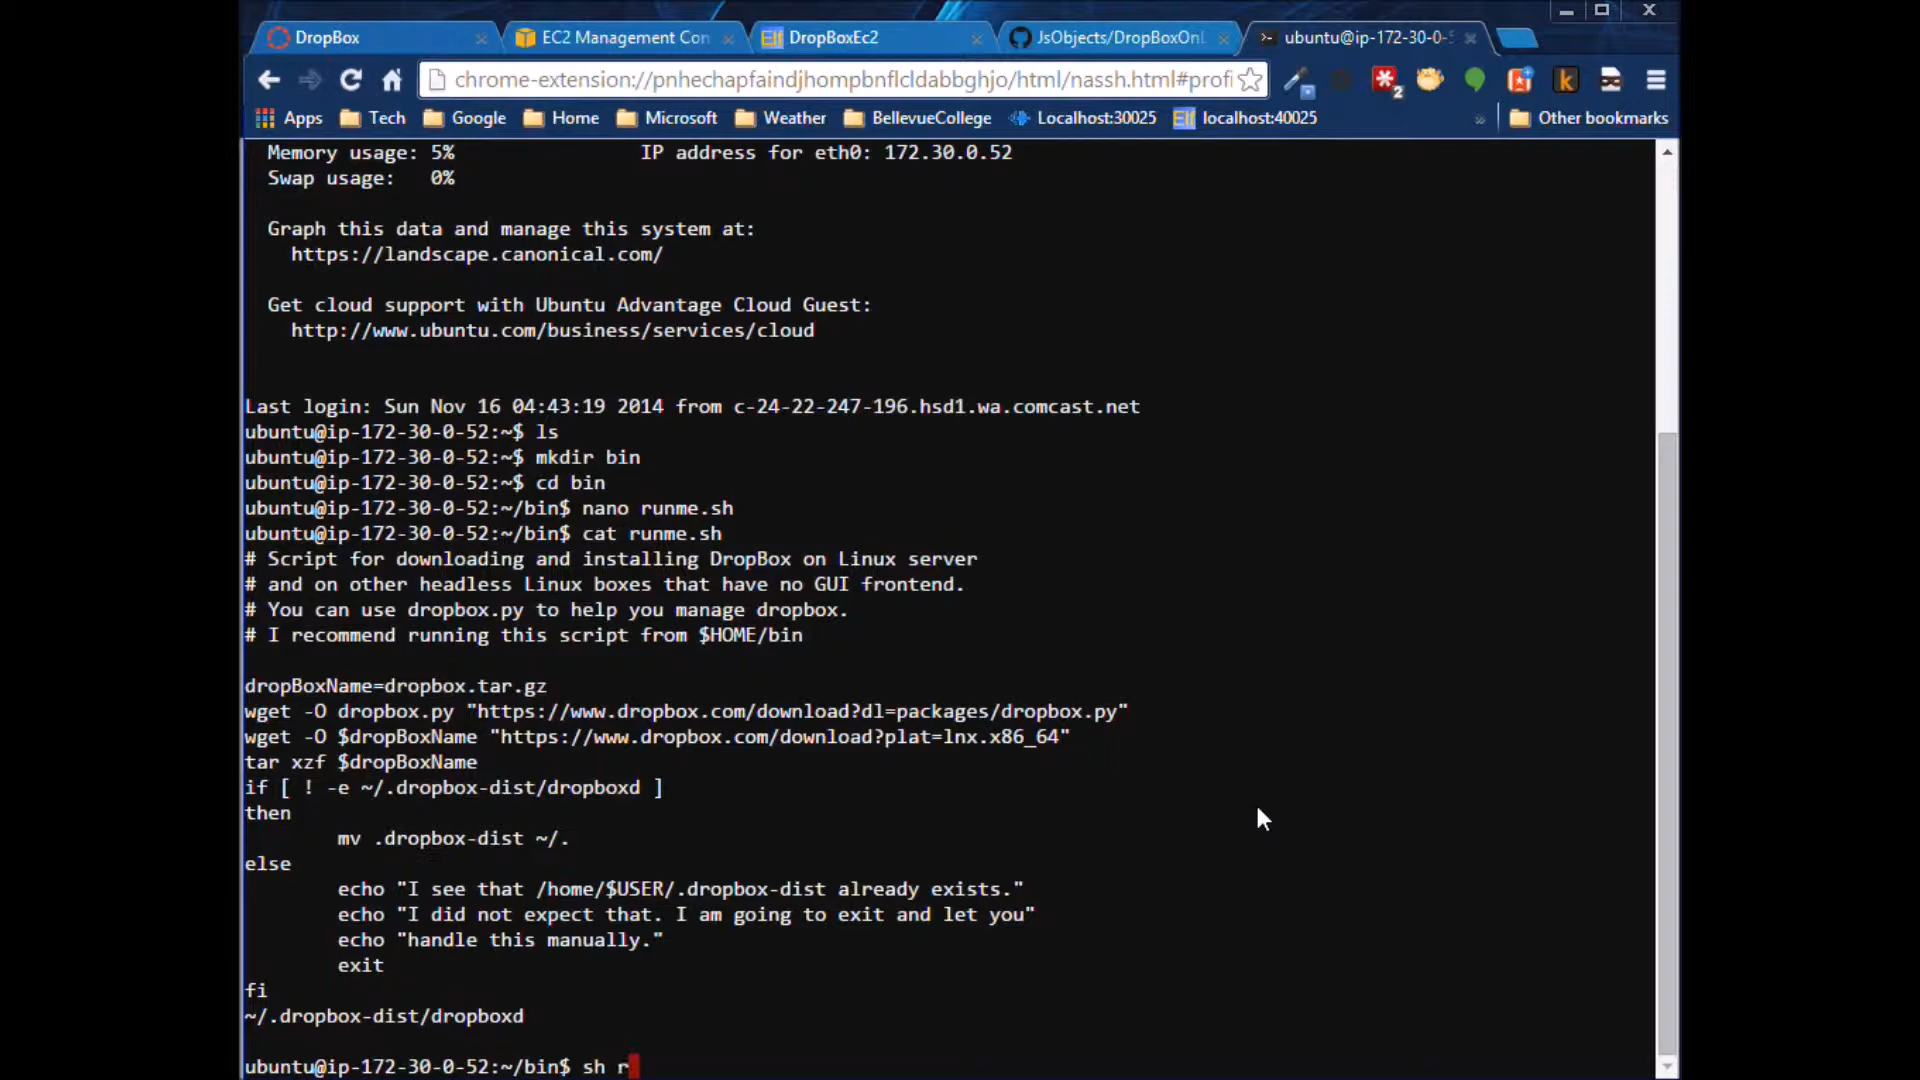 DropBox
EC2 Management Con
DropBoxEc2
JsObjects/DropBoxOnL
ubuntu@ip-172-30-0-5
chrome-extension://pnhechapfaindjhompbnflcldabbghjo/html/nassh.html#profi
2
k
Apps
Tech
Google
Home
Microsoft
Weather
BellevueCollege
Localhost:30025
Elf localhost:40025
»
Other bookmarks
Memory usage: 5% IP address for eth0: 172.30.0.52
Swap usage: 0%
Graph this data and manage this system at:
https://landscape.canonical.com/
Get cloud support with Ubuntu Advantage Cloud Guest:
http://www.ubuntu.com/business/services/cloud
Last login: Sun Nov 16 04:43:19 2014 from c-24-22-247-196.hsd1.wa.comcast.net
ubuntu@ip-172-30-0-52:~$ ls
ubuntu@ip-172-30-0-52:~$ mkdir bin
ubuntu@ip-172-30-0-52:~$ cd bin
ubuntu@ip-172-30-0-52:~/bin$ nano runme.sh
ubuntu@ip-172-30-0-52:~/bin$ cat runme.sh
# Script for downloading and installing DropBox on Linux server
# and on other headless Linux boxes that have no GUI frontend.
# You can use dropbox.py to help you manage dropbox.
# I recommend running this script from $HOME/bin
dropBoxName=dropbox.tar.gz
wget -O dropbox.py "https://www.dropbox.com/download?dl=packages/dropbox.py"
wget -O $dropBoxName "https://www.dropbox.com/download?plat=lnx.x86_64"
tar xzf $dropBoxName
if [ ! -e ~/.dropbox-dist/dropboxd ]
then
mv .dropbox-dist ~/.
else
echo "I see that /home/$USER/.dropbox-dist already exists."
echo "I did not expect that. I am going to exit and let you"
echo "handle this manually."
exit
fi
~/.dropbox-dist/dropboxd
ubuntu@ip-172-30-0-52:~/bin$ sh r